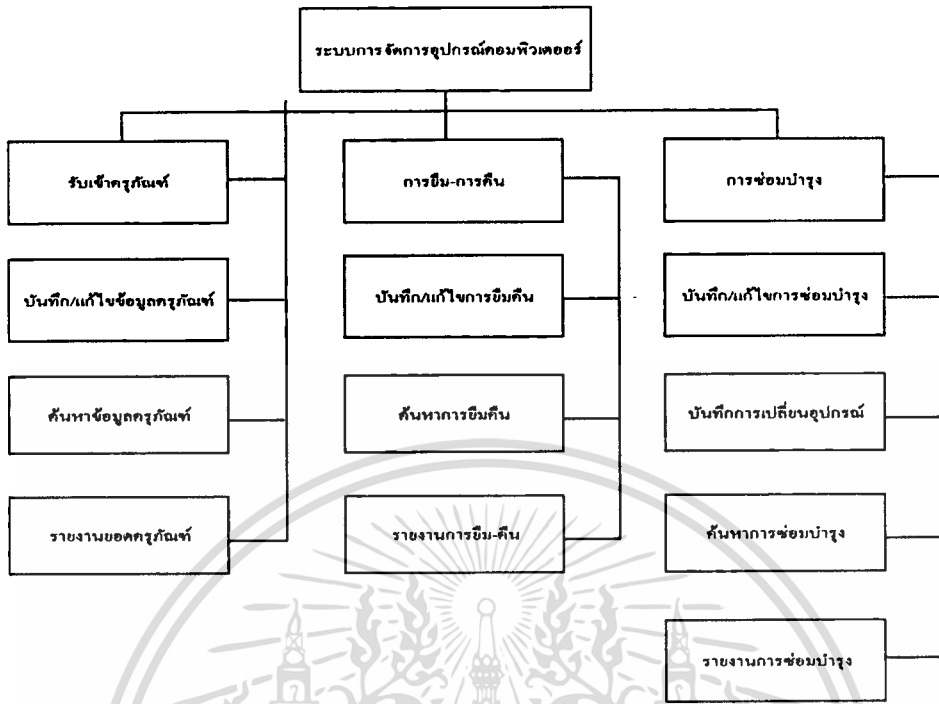 ระบบการจัดการอุปกรณ์คอมพิวเตออร์
รับเข้าครุภัณฑ์
การยืม-การคืน
การซ่อมบำรุง
บันทึก/แก้ไขข้อมูลครุภัณฑ์
บันทึก/แก้ไขการยืมคืน
บันทึก/แก้ไขการซ่อมบำรุง
ค้นหาข้อมูลครุภัณฑ์
ค้นหาการยืมคืน
บันทึกการเปลี่ยนอุปกรณ์
รายงานยอดครุภัณฑ์
รายงานการยืม-คืน
ค้นหาการซ่อมบำรุง
รายงานการซ่อมบำรุง